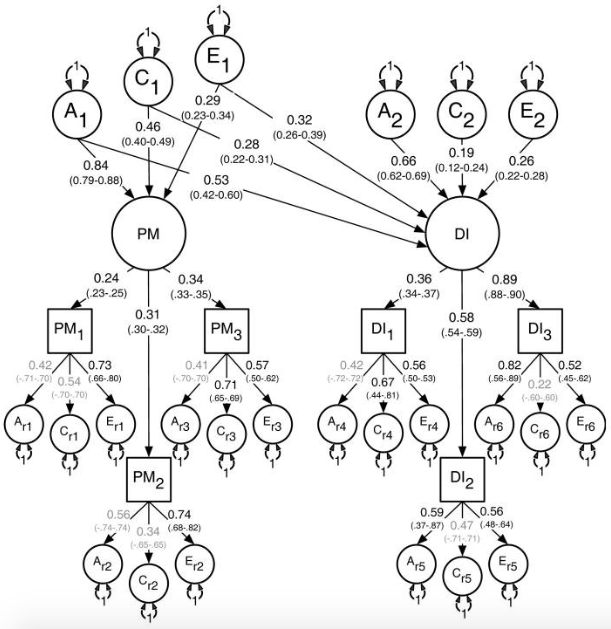 1
E1
1
C1
1
A1
1
A2
1
C2
1
E2
0.29
(0.23-0.34)
0.46
(0.40-0.49)
0.84
(0.79-0.88)
0.32
(0.26-0.39)
0.28
(0.22-0.31)
0.53
(0.42-0.60)
0.66
(0.62-0.69)
0.19
(0.12-0.24)
0.26
(0.22-0.28)
PM
DI
0.24
(.23-.25)
0.31
(.30-.32)
0.34
(.33-.35)
0.36
(.34-.37)
0.58
(.54-.59)
0.89
(.88-.90)
PM1
PM3
DI1
DI3
0.42
(-.71-.70)
0.54
(-.70-.70)
0.73
(.66-.80)
0.41
(-.70-.70)
0.71
(.65-.69)
0.57
(.50-.62)
0.42
(-.72-.72)
0.67
(.44-.81)
0.56
(.50-.53)
0.82
(.56-.89)
0.22
(-.60-.60)
0.52
(.45-.62)
Ar1
Cr1
Er1
Ar3
Cr3
Er3
Ar4
Cr4
Er4
Ar6
Cr6
Er6
1
1
1
1
1
1
1
1
1
1
1
1
PM2
DI2
0.56
(-.74-.74)
0.34
(-.65-.65)
0.74
(.68-.82)
0.59
(.37-.87)
0.47
(-.71-.71)
0.56
(.48-.64)
Ar2
Cr2
Er2
Ar5
Cr5
Er5
1
1
1
1
1
1